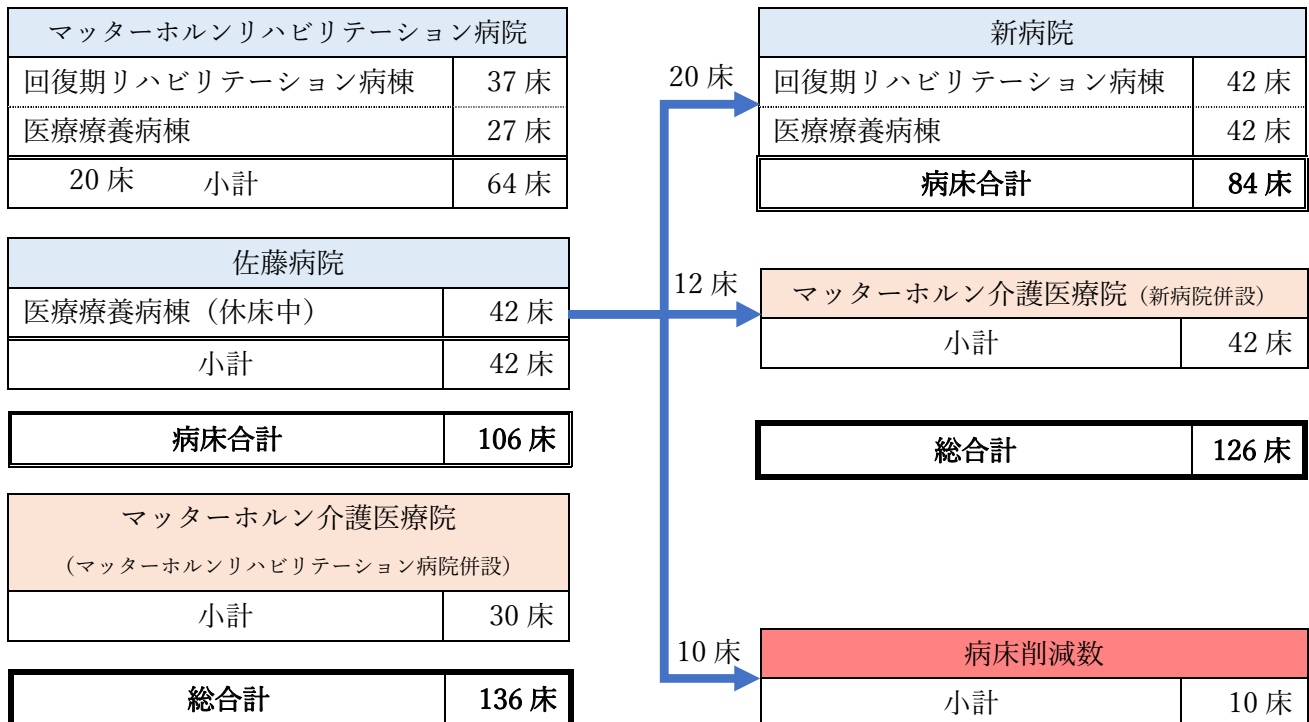 マッターホルンリハビリテーション病院
回復期リハビリテーション病棟 37 床
医療療養病棟 27 床
20 床 小計 64 床
佐藤病院
医療療養病棟（休床中） 42 床
小計 42 床
病床合計 106 床
マッターホルン介護医療院
（マッターホルンリハビリテーション病院併設）
小計 30 床
総合計 136 床
20 床
12 床
10 床
新病院
回復期リハビリテーション病棟 42 床
医療療養病棟 42 床
病床合計 84 床
マッターホルン介護医療院（新病院併設）
小計 42 床
総合計 126 床
病床削減数
小計 10 床